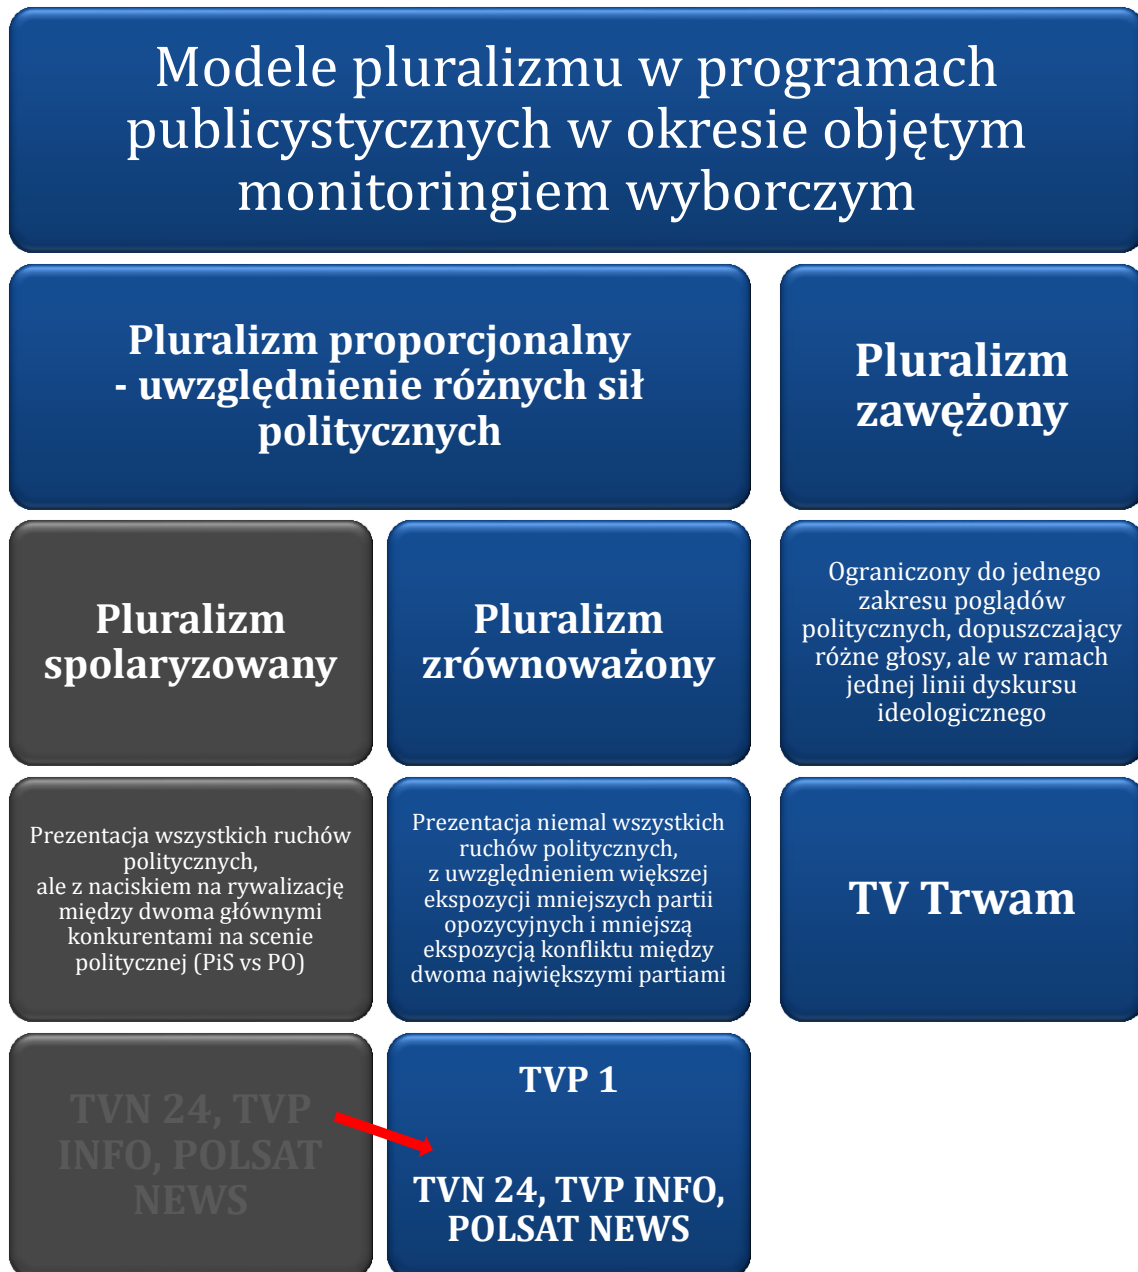 Modele pluralizmu w programach
publicystycznych w okresie objętym
monitoringiem wyborczym
Pluralizm proporcjonalny
- uwzględnienie różnych sił
politycznych
Pluralizm
zawężony
Pluralizm
spolaryzowany
Pluralizm
zrównoważony
Ograniczony do jednego
zakresu poglądów
politycznych, dopuszczający
różne głosy, ale w ramach
jednej linii dyskursu
ideologicznego
Prezentacja wszystkich ruchów
politycznych,
ale z naciskiem na rywalizację
między dwoma głównymi
konkurentami na scenie
politycznej (PiS vs PO)
Prezentacja niemal wszystkich
ruchów politycznych,
z uwzględnieniem większej
ekspozycji mniejszych partii
opozycyjnych i mniejszą
ekspozycją konfliktu między
dwoma największymi partiami
TV Trwam
TVN 24, TVP
INFO, POLSAT
NEWS
TVP 1
TVN 24, TVP INFO,
POLSAT NEWS